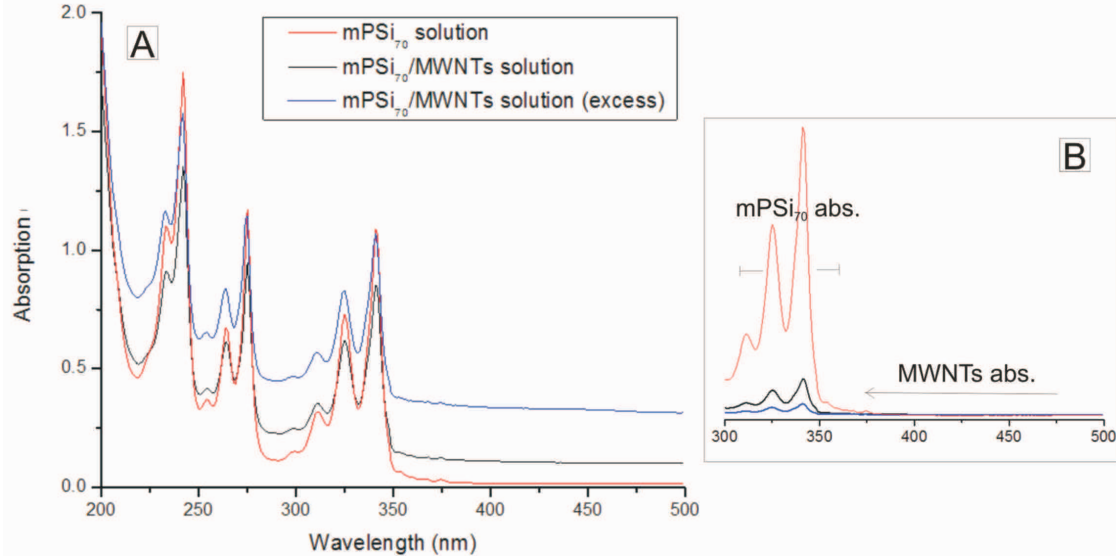 A
mPSi70 solution
mPSi70/MWNTs solution
mPSi70/MWNTs solution (excess)
2.0
1.5
1.0
0.5
0.0
Absorption
200 250 300 350 400 450 500
Wavelength (nm)
B
mPSi70 abs.
MWNTs abs.
300 350 400 450 500